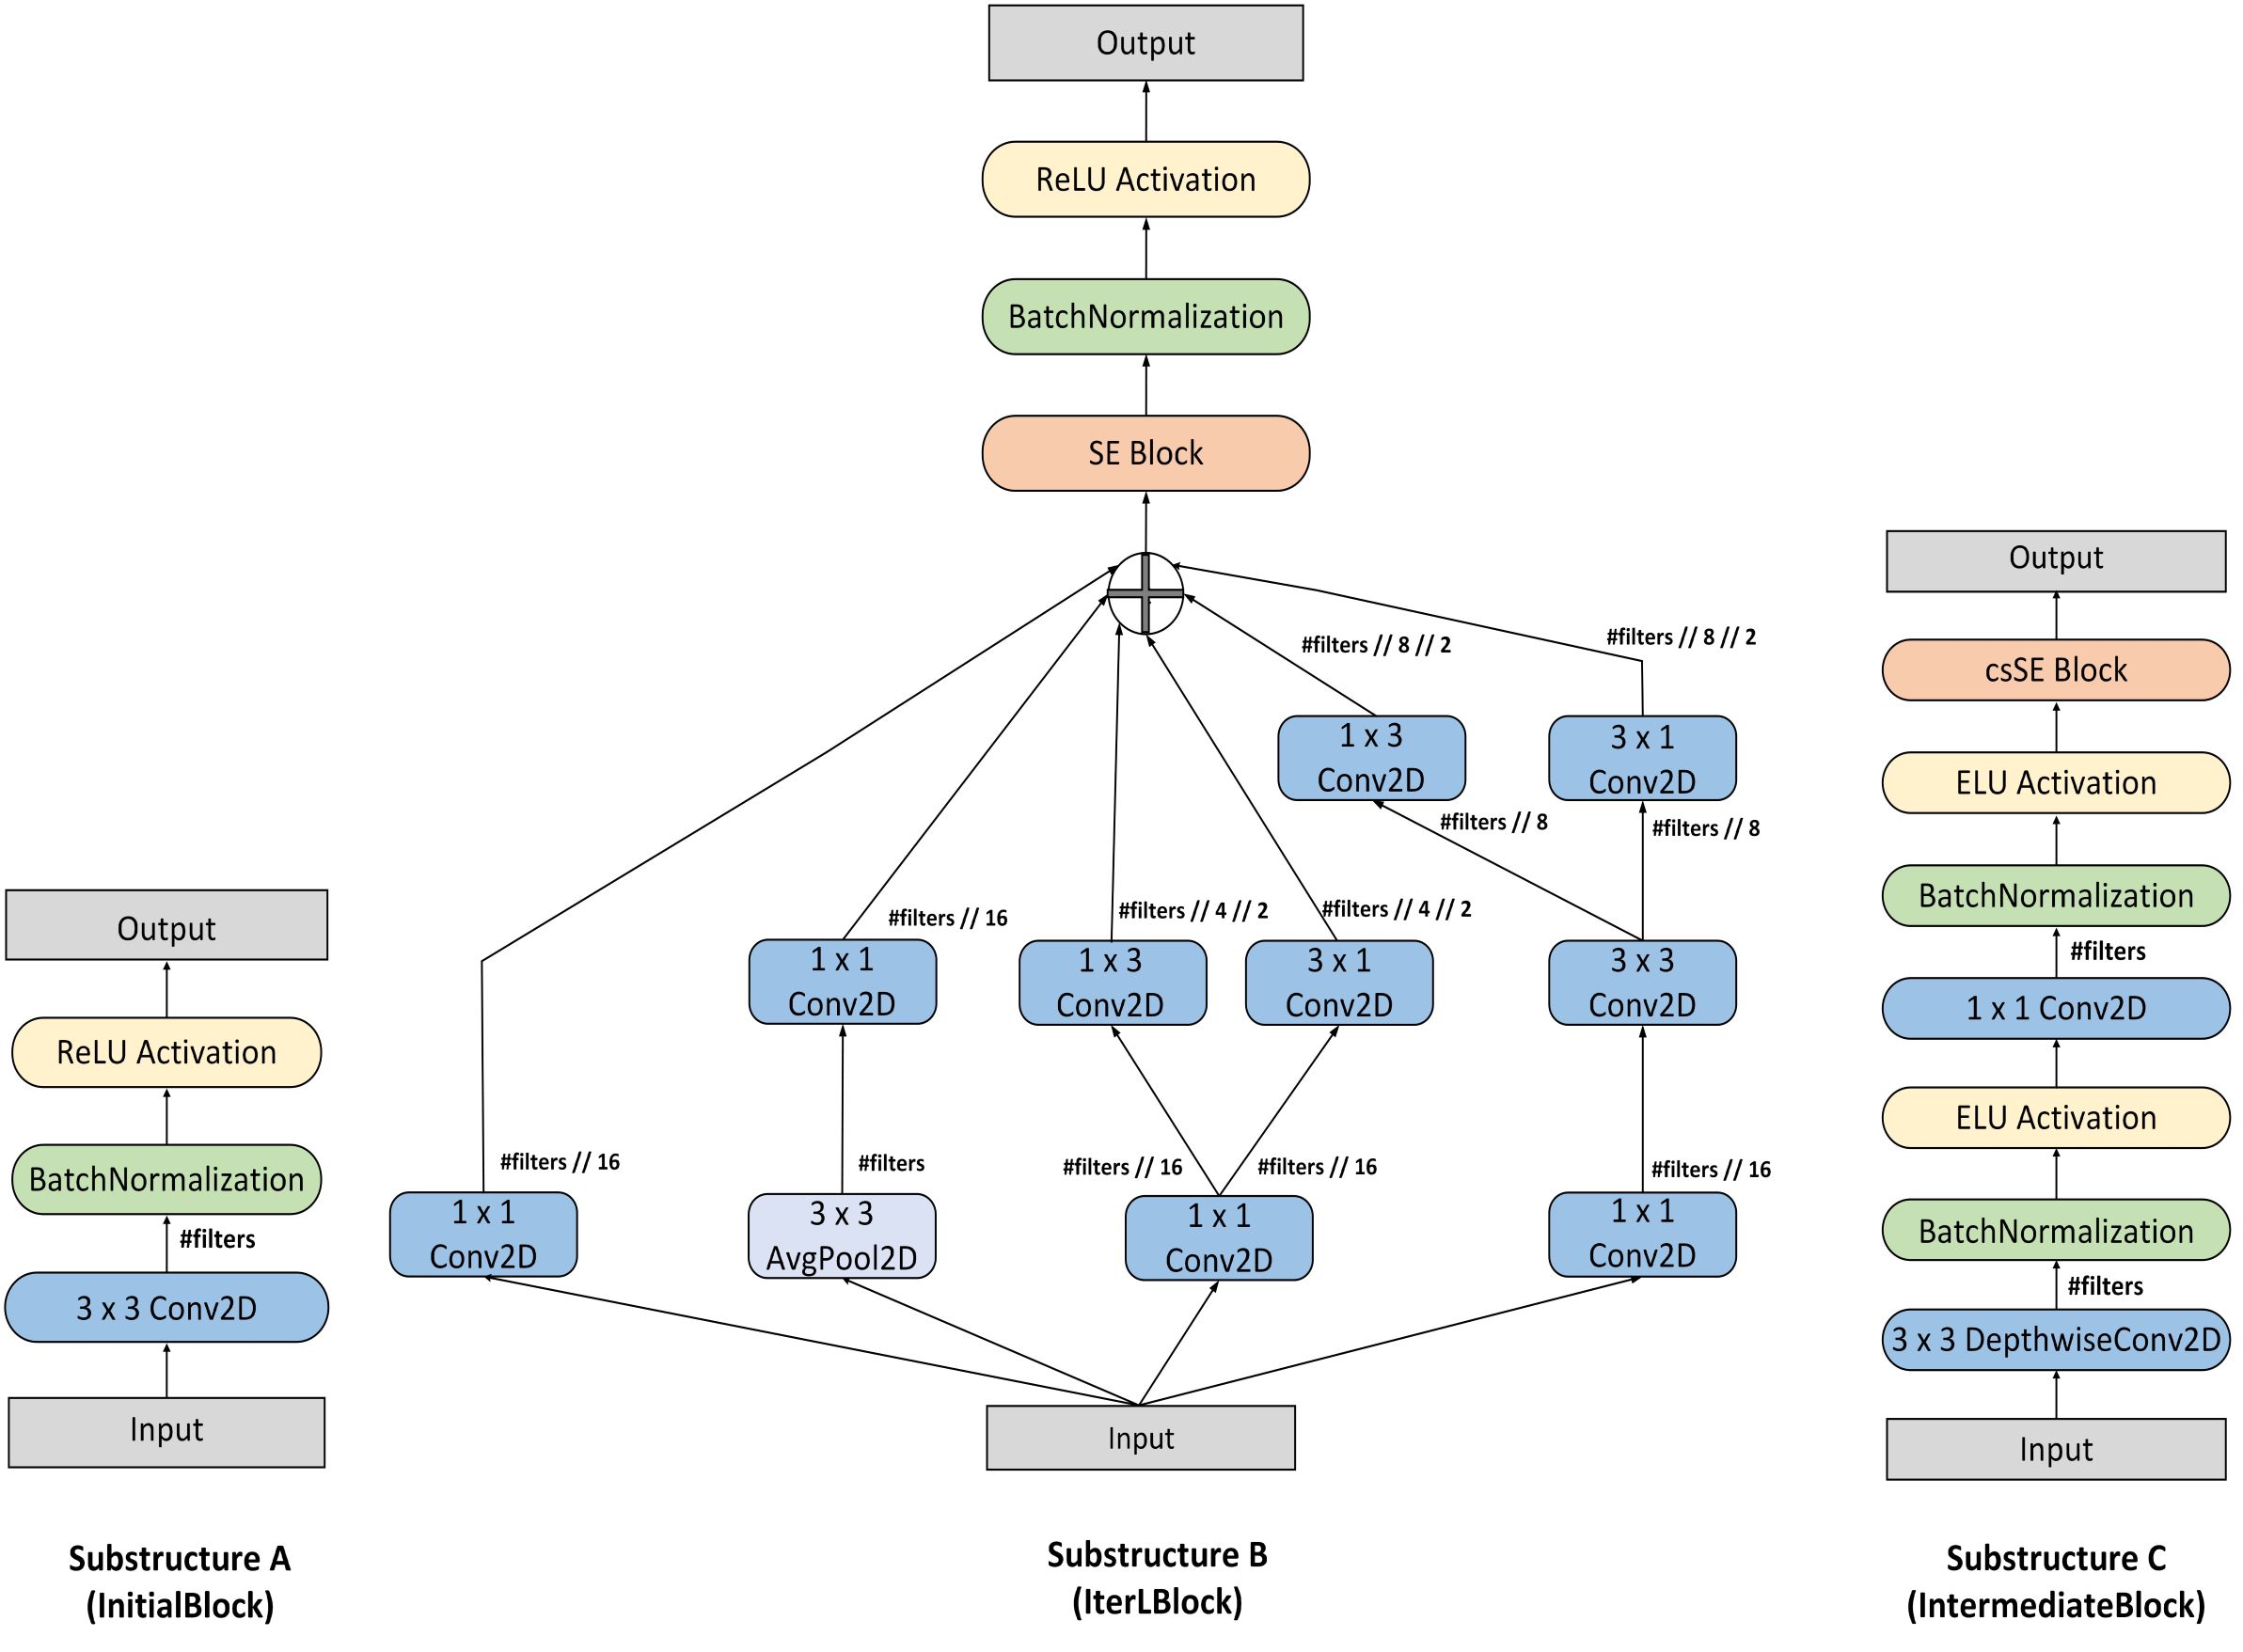 Output
ReLU Activation
BatchNormalization
SE Block
#filters // 8 // 2
#filters // 8 // 2
1 x 3
Conv2D
3 x 1
Conv2D
#filters // 8
#filters // 8
#filters // 16
#filters // 4 // 2
#filters // 4 // 2
1 x 1
Conv2D
1 x 3
Conv2D
3 x 1
Conv2D
3 x 3
Conv2D
#filters // 16
#filters
#filters // 16
#filters // 16
#filters // 16
1 x 1
Conv2D
3 x 3
AvgPool2D
1 x 1
Conv2D
1 x 1
Conv2D
Input
Output
ReLU Activation
BatchNormalization
#filters
3 x 3 Conv2D
Input
Output
csSE Block
ELU Activation
BatchNormalization
#filters
1 x 1 Conv2D
ELU Activation
BatchNormalization
#filters
3 x 3 DepthwiseConv2D
Input
Substructure A
(InitialBlock)
Substructure B
(IterLBlock)
Substructure C
(IntermediateBlock)